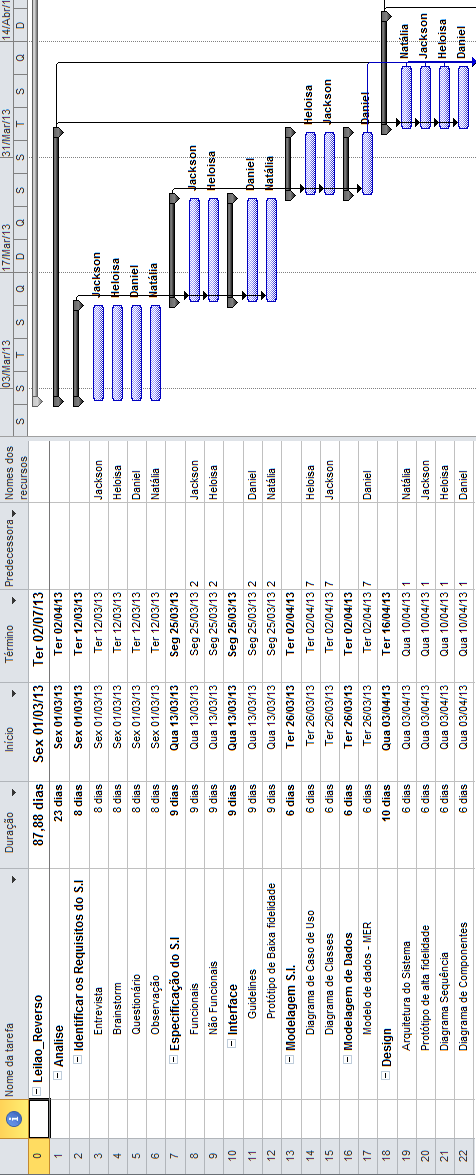 Nome da tarefa Duração Início Término Predecessora Nomes dos recursos 03/Mar/13 17/Mar/13 31/Mar/13 14/Abr/1
S S T Q S D Q S T S Q D
0 Leilao_Reverso 87,88 dias Sex 01/03/13 Ter 02/07/13
1 Análise 23 dias Sex 01/03/13 Ter 02/04/13
2 Identificar os Requisitos do S.I 8 dias Sex 01/03/13 Ter 12/03/13
3 Entrevista 8 dias Sex 01/03/13 Ter 12/03/13 Jackson Jackson
4 Brainstorm 8 dias Sex 01/03/13 Ter 12/03/13 Heloisa Heloisa
5 Questionário 8 dias Sex 01/03/13 Ter 12/03/13 Daniel Daniel
6 Observação 8 dias Sex 01/03/13 Ter 12/03/13 Natália Natália
7 Especificação do S.I 9 dias Qua 13/03/13 Seg 25/03/13
8 Funcionais 9 dias Qua 13/03/13 Seg 25/03/13 2 Jackson Jackson
9 Não Funcionais 9 dias Qua 13/03/13 Seg 25/03/13 2 Heloisa Heloisa
10 Interface 9 dias Qua 13/03/13 Seg 25/03/13
11 Guidelines 9 dias Qua 13/03/13 Seg 25/03/13 2 Daniel Daniel
12 Protótipo de Baixa fidelidade 9 dias Qua 13/03/13 Seg 25/03/13 2 Natália Natália
13 Modelagem S.I. 6 dias Ter 26/03/13 Ter 02/04/13
14 Diagrama de Caso de Uso 6 dias Ter 26/03/13 Ter 02/04/13 7 Heloisa Heloisa
15 Diagrama de Classes 6 dias Ter 26/03/13 Ter 02/04/13 7 Jackson Jackson
16 Modelagem de Dados 6 dias Ter 26/03/13 Ter 02/04/13
17 Modelo de dados - MER 6 dias Ter 26/03/13 Ter 02/04/13 7 Daniel Daniel
18 Design 10 dias Qua 03/04/13 Ter 16/04/13
19 Arquitetura do Sistema 6 dias Qua 03/04/13 Qua 10/04/13 1 Natália Natália
20 Protótipo de alta fidelidade 6 dias Qua 03/04/13 Qua 10/04/13 1 Jackson Jackson
21 Diagrama Sequência 6 dias Qua 03/04/13 Qua 10/04/13 1 Heloisa Heloisa
22 Diagrama de Componentes 6 dias Qua 03/04/13 Qua 10/04/13 1 Daniel Daniel